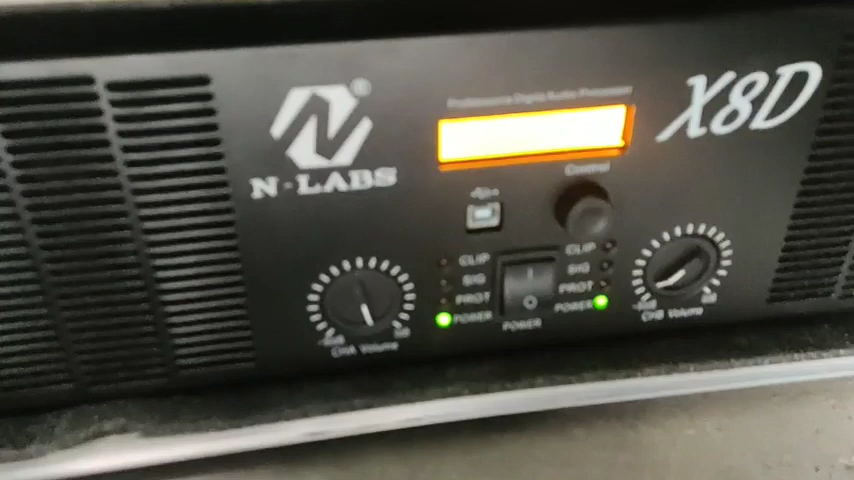 N-LABS
®
Professional Digital Audio Processor
X8D
Control
CLIP
SIG
PROT
POWER
CLIP
SIG
PROT
POWER
POWER
CHA Volume
CHB Volume